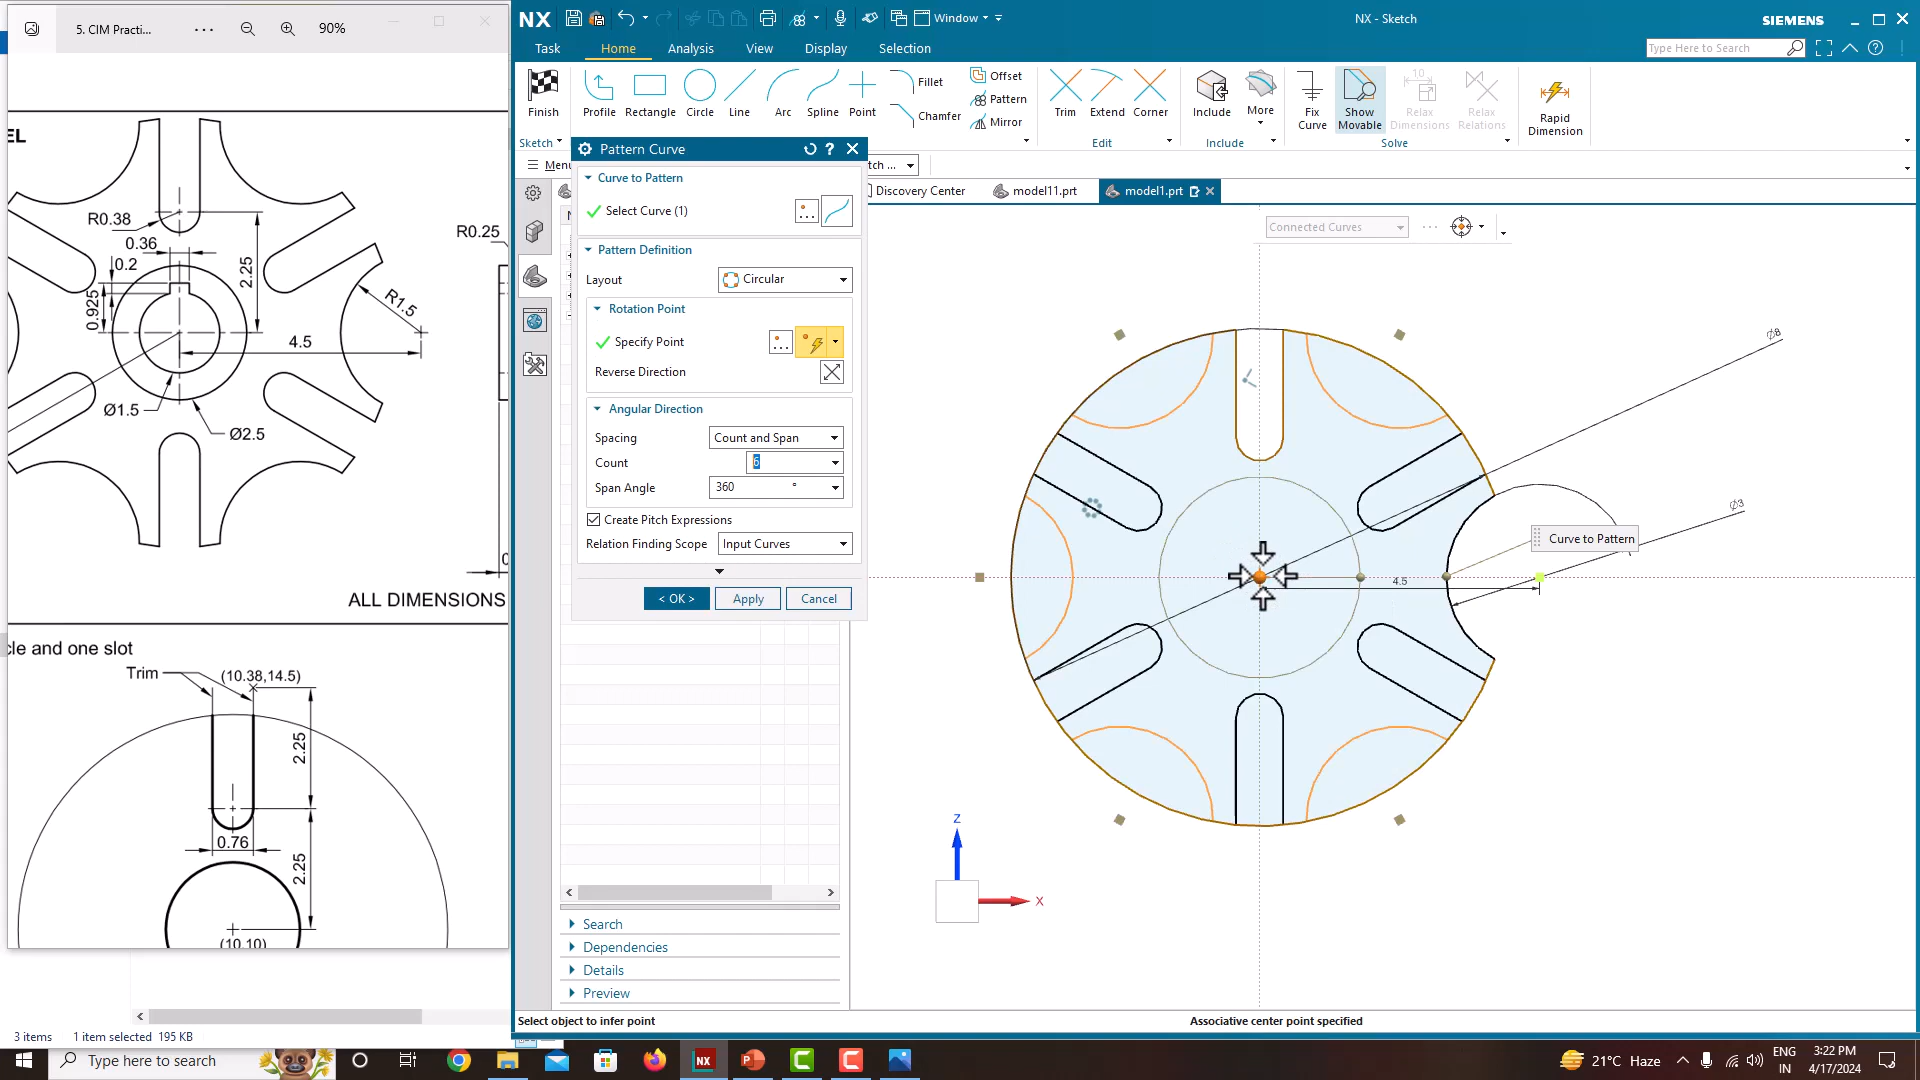 5. CIM Practi...
90%
EL
R0.38
0.36
0.2
0.925
2.25
R1.5
4.5
Ø1.5
Ø2.5
R0.25
ALL DIMENSIONS
cle and one slot
Trim
(10.38,14.5)
2.25
0.76
2.25
(10,10)
3 items
1 item selected 195 KB
NX
Window
NX - Sketch
SIEMENS
Task
Home
Analysis
View
Display
Selection
Type Here to Search
Finish
Profile
Rectangle
Circle
Line
Arc
Spline
Point
Fillet
Chamfer
Offset
Pattern
Mirror
Trim
Extend
Corner
Include
More
Fix
Curve
Show
Movable
Relax
Dimensions
Relax
Relations
Rapid
Dimension
Sketch
Edit
Include
Solve
Menu
tch ...
Discovery Center
model11.prt
model1.prt
Connected Curves
Pattern Curve
Curve to Pattern
Select Curve (1)
Pattern Definition
Layout
Circular
Rotation Point
Specify Point
Reverse Direction
Angular Direction
Spacing
Count and Span
Count
6
Span Angle
360
°
Create Pitch Expressions
Relation Finding Scope
Input Curves
< OK >
Apply
Cancel
Ø8
Ø3
Curve to Pattern
4.5
Z
X
Search
Dependencies
Details
Preview
Select object to infer point
Associative center point specified
Type here to search
NX
21°C Haze
ENG
IN
3:22 PM
4/17/2024